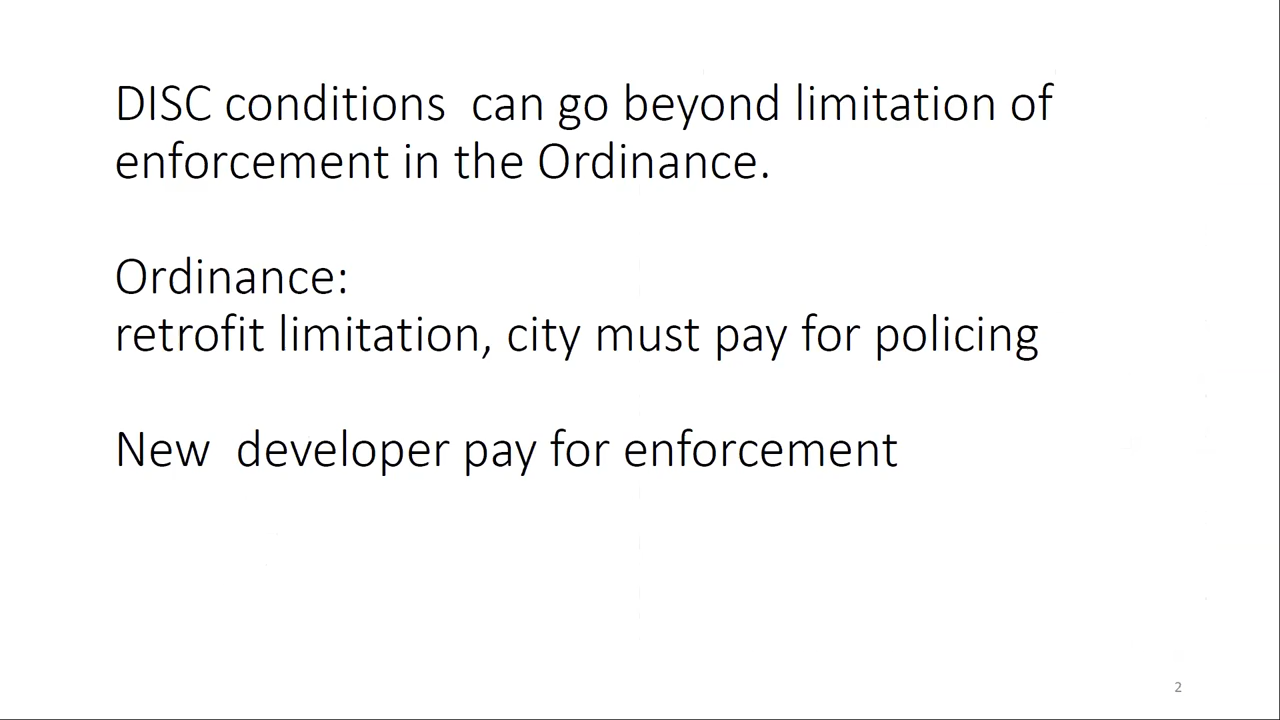 DISC conditions  can go beyond limitation of
enforcement in the Ordinance.
Ordinance:
retrofit limitation, city must pay for policing
New  developer pay for enforcement
2